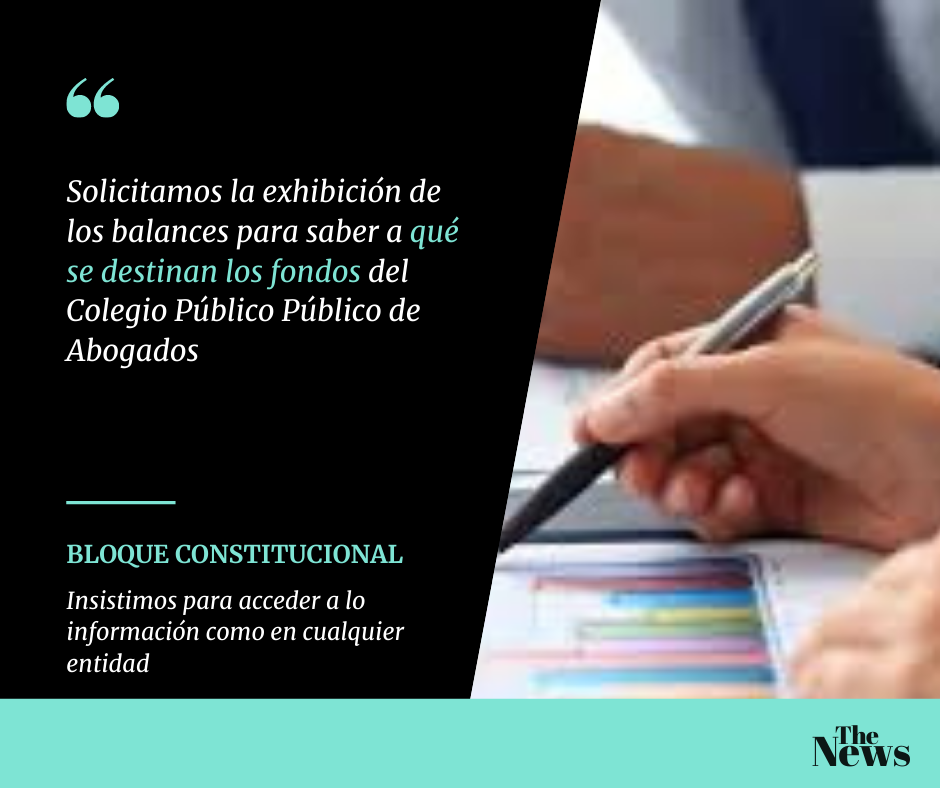 Solicitamos la exhibición de
los balances para saber a qué
se destinan los fondos del
Colegio Público Público de
Abogados
BLOQUE CONSTITUCIONAL
Insistimos para acceder a lo
información como en cualquier
entidad
The
News